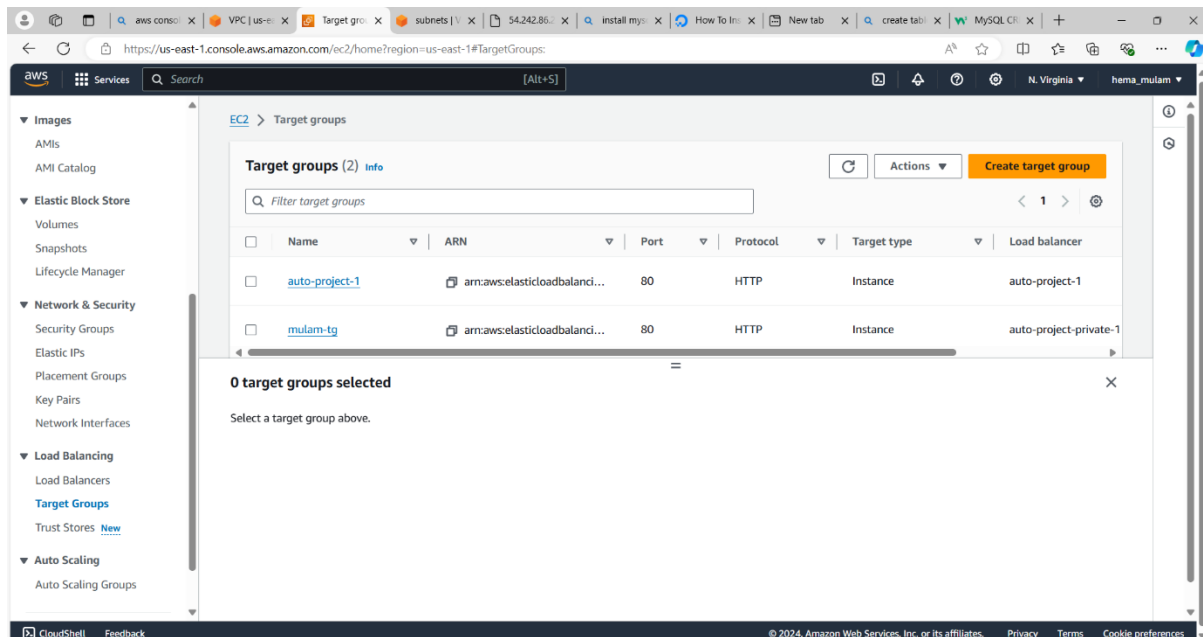 aws consol
VPC | us-e
Target grou
subnets | V
54.242.86.2
install mys
How To Ins
New tab
create tabl
MySQL CR
https://us-east-1.console.aws.amazon.com/ec2/home?region=us-east-1#TargetGroups:
aws
Services
Search
[Alt+S]
N. Virginia
hema_mulam
Images
AMIs
AMI Catalog
Elastic Block Store
Volumes
Snapshots
Lifecycle Manager
Network & Security
Security Groups
Elastic IPs
Placement Groups
Key Pairs
Network Interfaces
Load Balancing
Load Balancers
Target Groups
Trust Stores New
Auto Scaling
Auto Scaling Groups
EC2 > Target groups
Target groups (2) Info
Actions
Create target group
Filter target groups
1
Name ARN Port Protocol Target type Load balancer
auto-project-1 arn:aws:elasticloadbalanci... 80 HTTP Instance auto-project-1
mulam-tg arn:aws:elasticloadbalanci... 80 HTTP Instance auto-project-private-1
0 target groups selected
Select a target group above.
CloudShell Feedback © 2024, Amazon Web Services, Inc. or its affiliates. Privacy Terms Cookie preferences